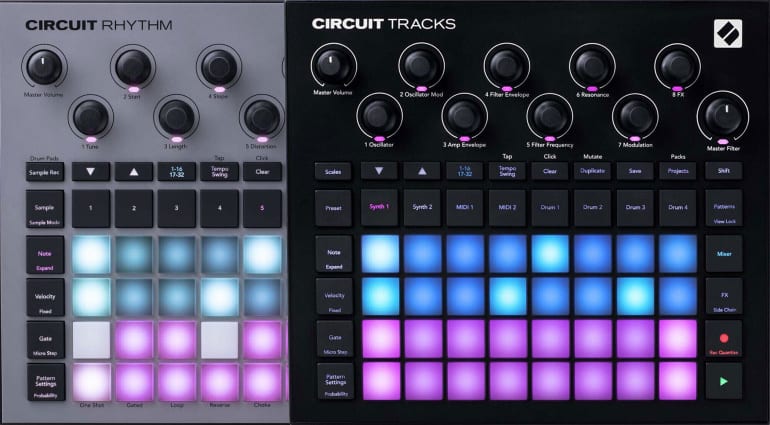 CIRCUIT RHYTHM
Master Volume
2 Start
4 Slope
1 Tune
3 Length
5 Distortion
Drum Pads
Tap
Click
Sample Rec
▼
▲
1-16
17-32
Tempo
Swing
Clear
Sample
Sample Mode
1
2
3
4
5
Note
Expand
Velocity
Fixed
Gate
Micro Step
Pattern
Settings
Probability
One Shot
Gated
Loop
Reverse
Choke
CIRCUIT TRACKS
Master Volume
2 Oscillator Mod
4 Filter Envelope
6 Resonance
8 FX
1 Oscillator
3 Amp Envelope
5 Filter Frequency
7 Modulation
Master Filter
Tap
Click
Mutate
Packs
Scales
▼
▲
1-16
17-32
Tempo
Swing
Clear
Duplicate
Save
Projects
Shift
Preset
Synth 1
Synth 2
MIDI 1
MIDI 2
Drum 1
Drum 2
Drum 3
Drum 4
Patterns
View Lock
Note
Expand
Mixer
Velocity
Fixed
FX
Side Chain
Gate
Micro Step
Rec Quantise
Pattern
Settings
Probability